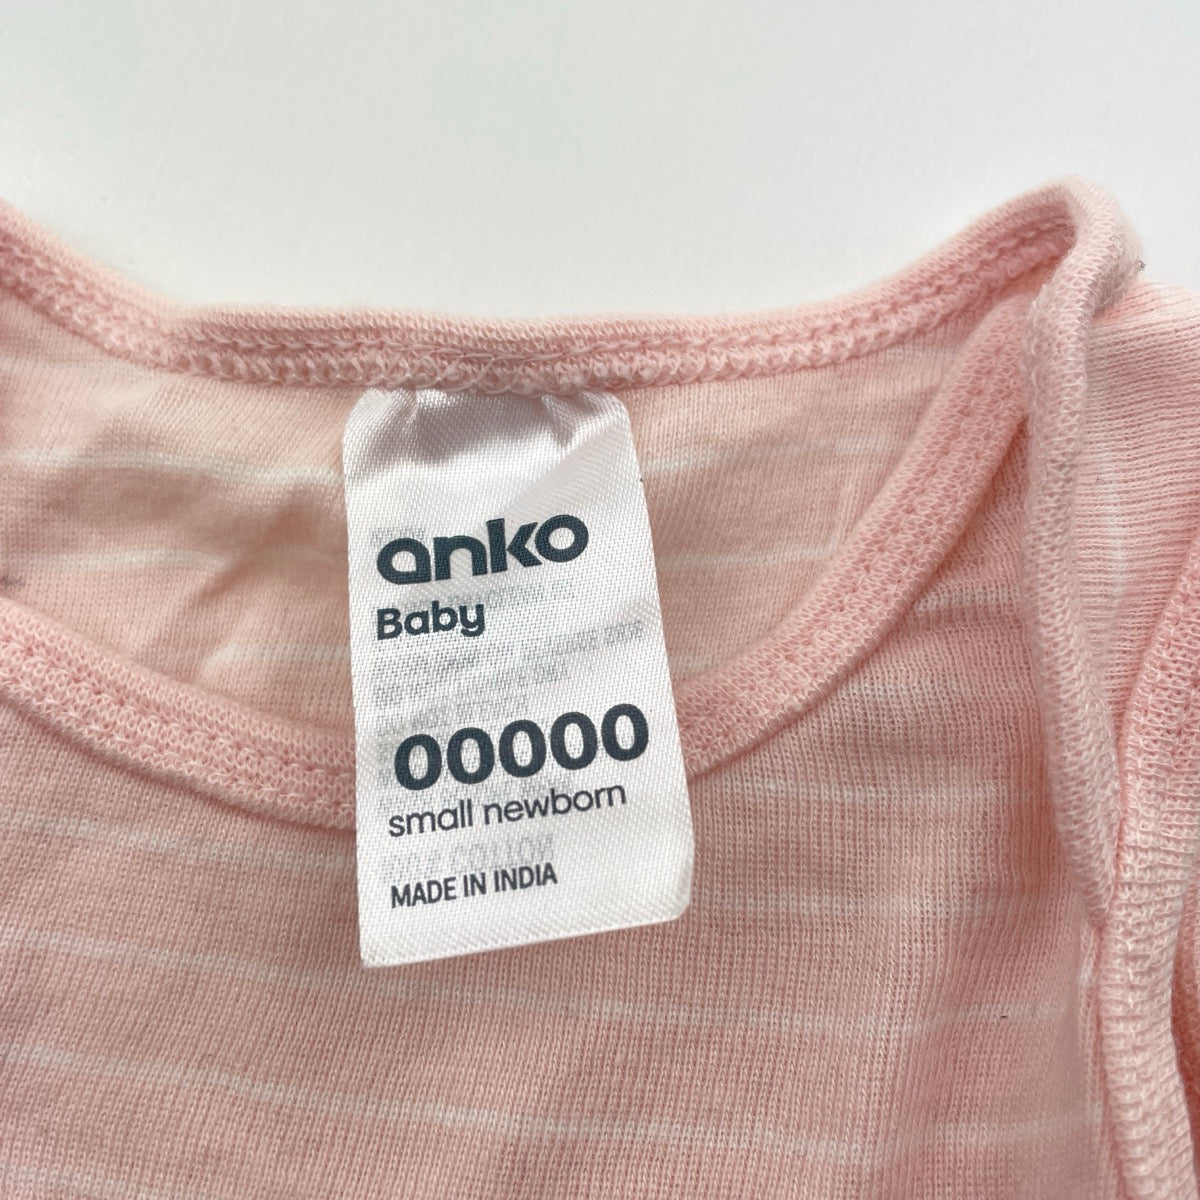 anko
Baby
00000
small newborn
MADE IN INDIA